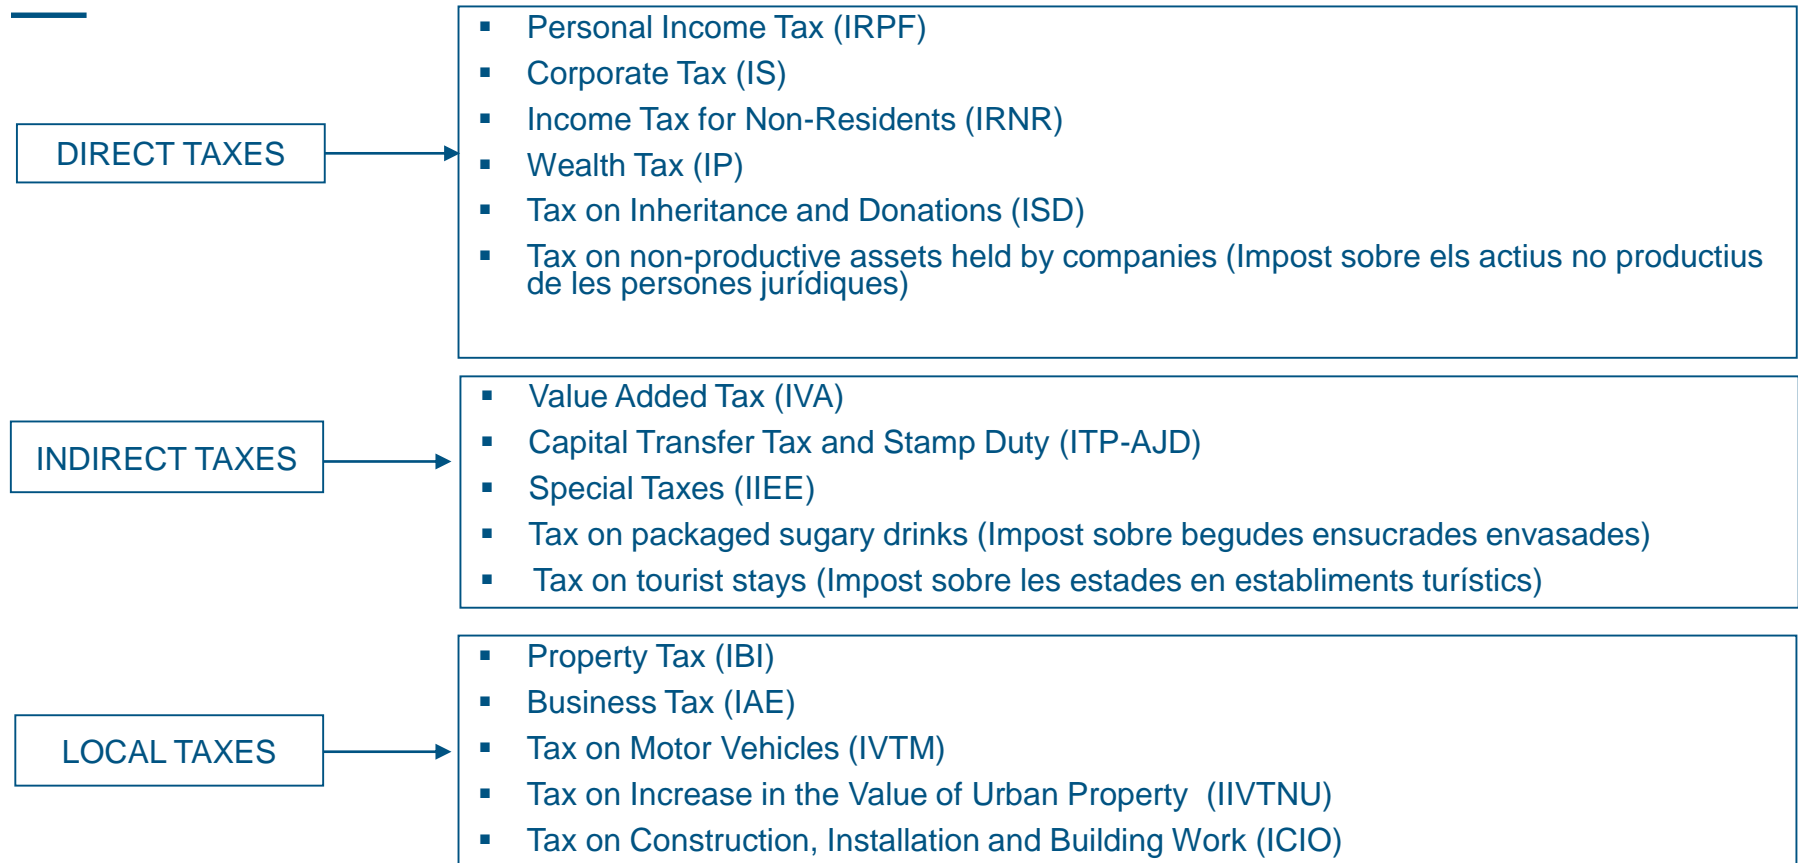 DIRECT TAXES
▪ Personal Income Tax (IRPF)
▪ Corporate Tax (IS)
▪ Income Tax for Non-Residents (IRNR)
▪ Wealth Tax (IP)
▪ Tax on Inheritance and Donations (ISD)
▪ Tax on non-productive assets held by companies (Impost sobre els actius no productius
de les persones jurídiques)
INDIRECT TAXES
▪ Value Added Tax (IVA)
▪ Capital Transfer Tax and Stamp Duty (ITP-AJD)
▪ Special Taxes (IIEE)
▪ Tax on packaged sugary drinks (Impost sobre begudes ensucrades envasades)
▪ Tax on tourist stays (Impost sobre les estades en establiments turístics)
LOCAL TAXES
▪ Property Tax (IBI)
▪ Business Tax (IAE)
▪ Tax on Motor Vehicles (IVTM)
▪ Tax on Increase in the Value of Urban Property (IIVTNU)
▪ Tax on Construction, Installation and Building Work (ICIO)